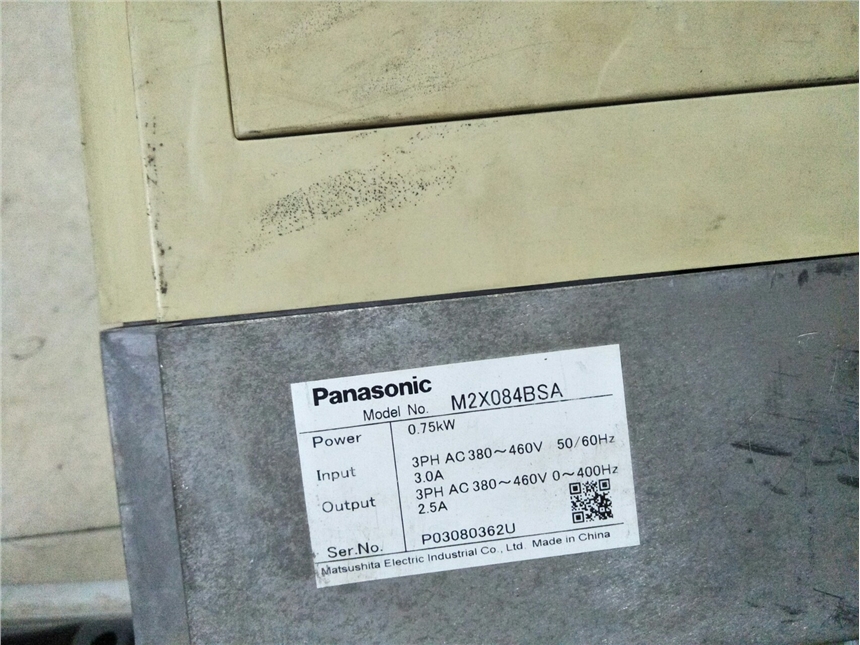 Panasonic
Model No. M2X084BSA
Power 0.75kW
Input 3PH AC 380～460V 50/60Hz
3.0A
Output 3PH AC 380～460V 0～400Hz
2.5A
Ser.No. P03080362U
Matsushita Electric Industrial Co., Ltd. Made in China